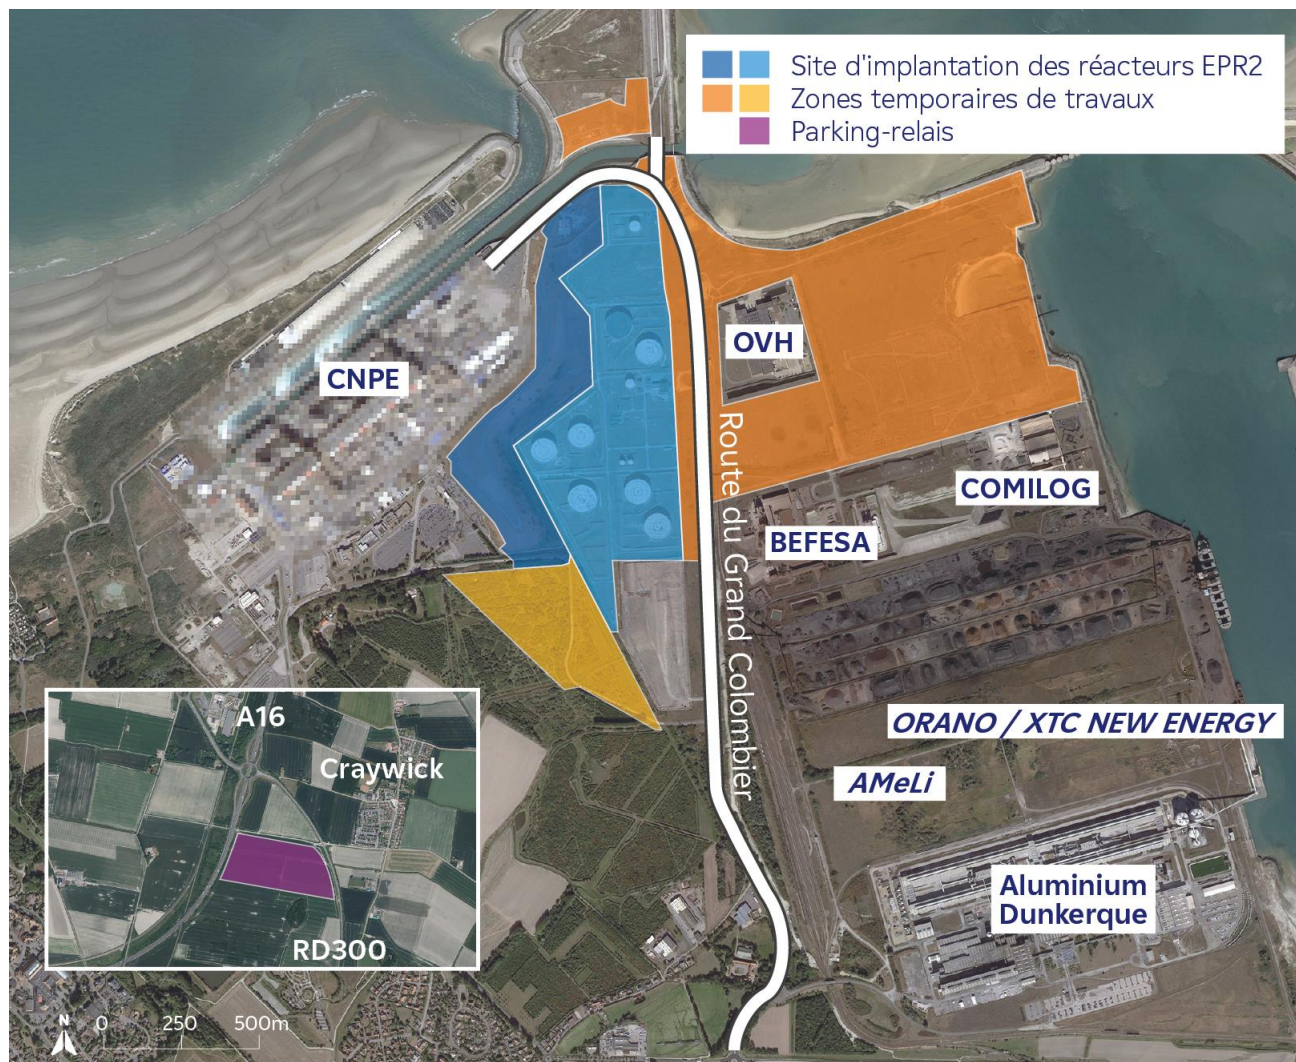 Site d'implantation des réacteurs EPR2
Zones temporaires de travaux
Parking-relais
OVH
CNPE
Route du Grand Colombier
COMILOG
BEFESA
ORANO / XTC NEW ENERGY
AMeLi
A16
Craywick
Aluminium
Dunkerque
RD300
N
0 250 500m